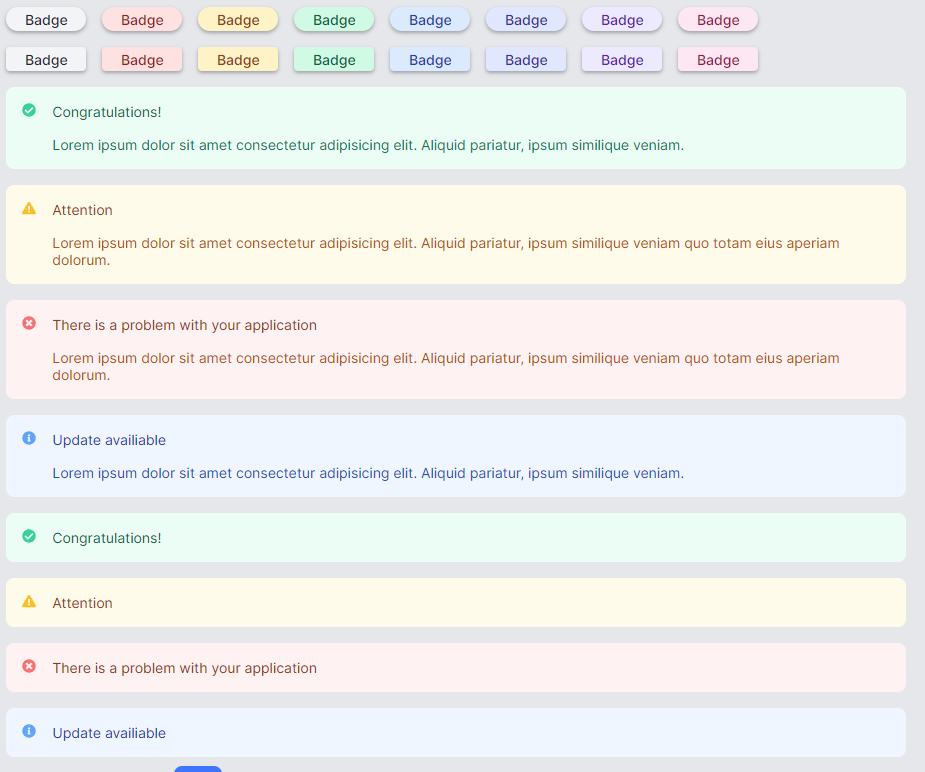 Badge Badge Badge Badge Badge Badge Badge Badge
Badge Badge Badge Badge Badge Badge Badge Badge
Congratulations!
Lorem ipsum dolor sit amet consectetur adipisicing elit. Aliquid pariatur, ipsum similique veniam.
Attention
Lorem ipsum dolor sit amet consectetur adipisicing elit. Aliquid pariatur, ipsum similique veniam quo totam eius aperiam
dolorum.
There is a problem with your application
Lorem ipsum dolor sit amet consectetur adipisicing elit. Aliquid pariatur, ipsum similique veniam quo totam eius aperiam
dolorum.
Update availiable
Lorem ipsum dolor sit amet consectetur adipisicing elit. Aliquid pariatur, ipsum similique veniam.
Congratulations!
Attention
There is a problem with your application
Update availiable